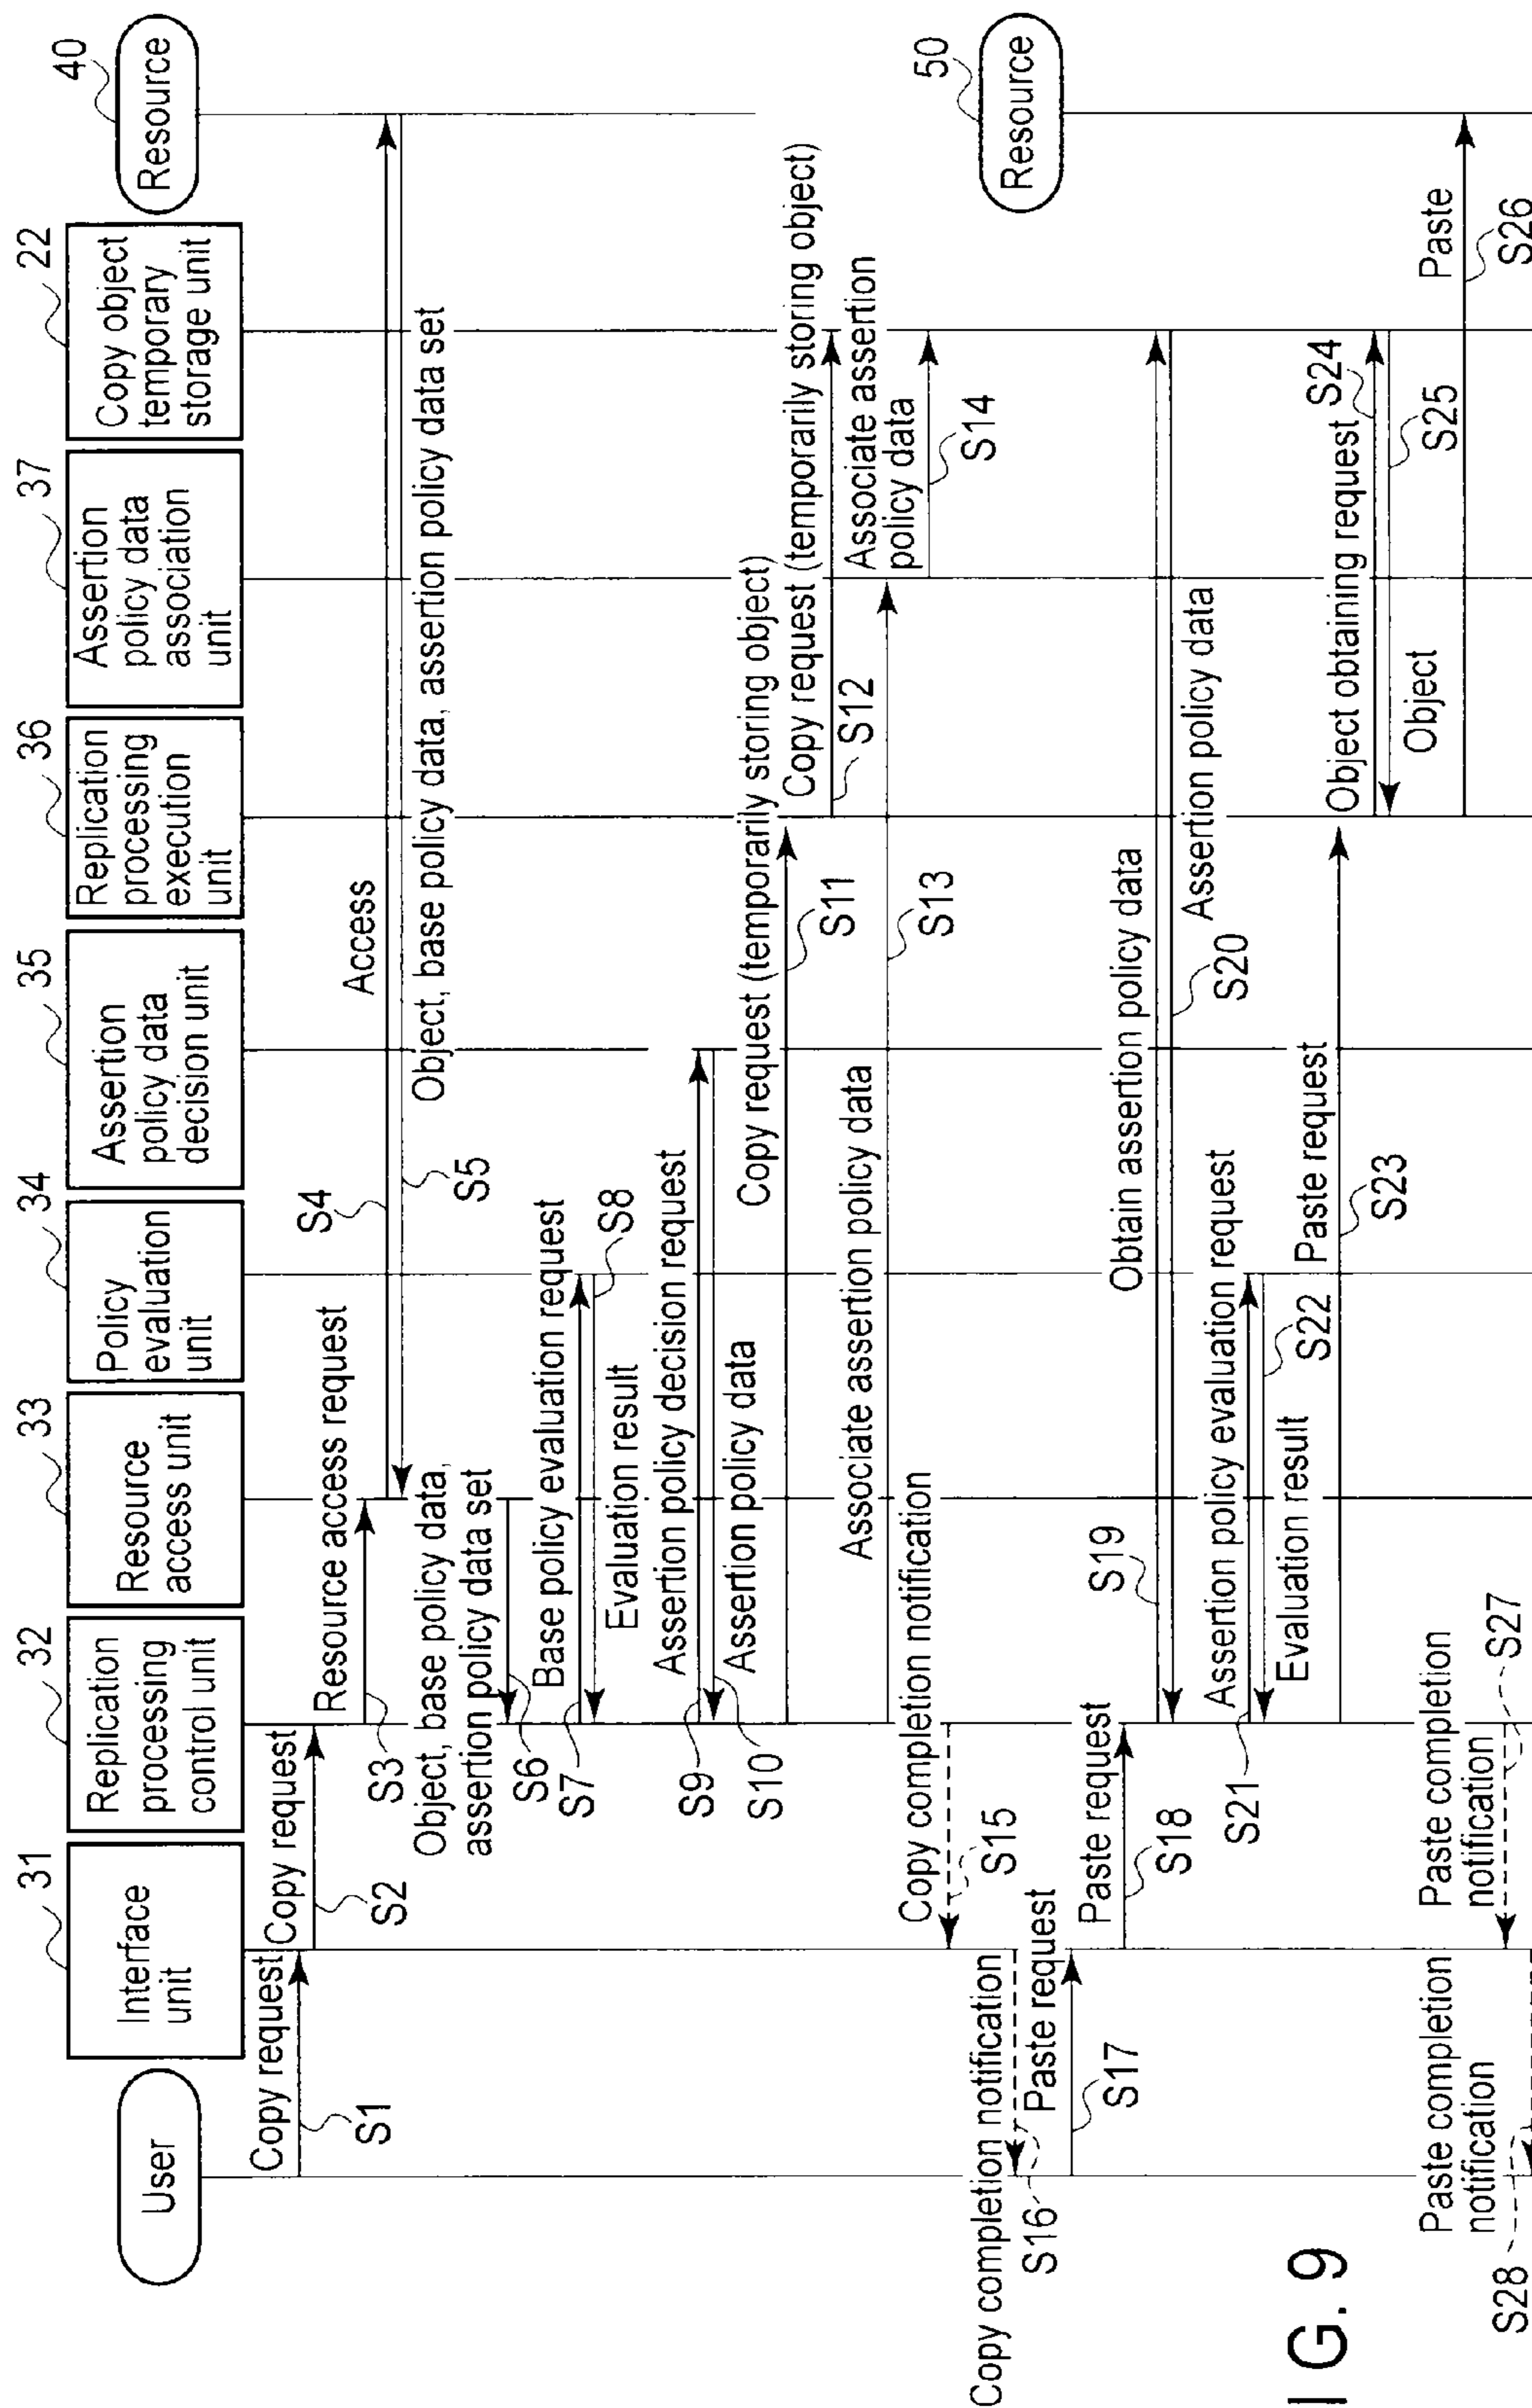 User
Interface
unit
31
Replication
processing
control unit
32
Resource
access unit
33
Policy
evaluation
unit
34
Assertion
policy data
decision unit
35
Replication
processing
execution
unit
36
Assertion
policy data
association
unit
37
Copy object
temporary
storage unit
22
Resource
40
Copy request
S1
Copy request
S2
Resource access request
S3
Access
S4
Object, base policy data, assertion policy data set
S5
Object, base policy data,
assertion policy data set
S6
Base policy evaluation request
S7
Evaluation result
S8
Assertion policy decision request
S9
Assertion policy data
S10
Copy request (temporarily storing object)
S11
Copy request (temporarily storing object)
S12
Associate assertion policy data
S13
Associate assertion
policy data
S14
Copy completion notification
S15
Copy completion notification
S16
Resource
50
Paste request
S17
Paste request
S18
Obtain assertion policy data
S19
Assertion policy data
S20
Assertion policy evaluation request
S21
Evaluation result
S22
Paste request
S23
Object obtaining request
S24
Object
S25
Paste
S26
Paste completion
notification
S27
Paste completion
notification
S28
I G. 9